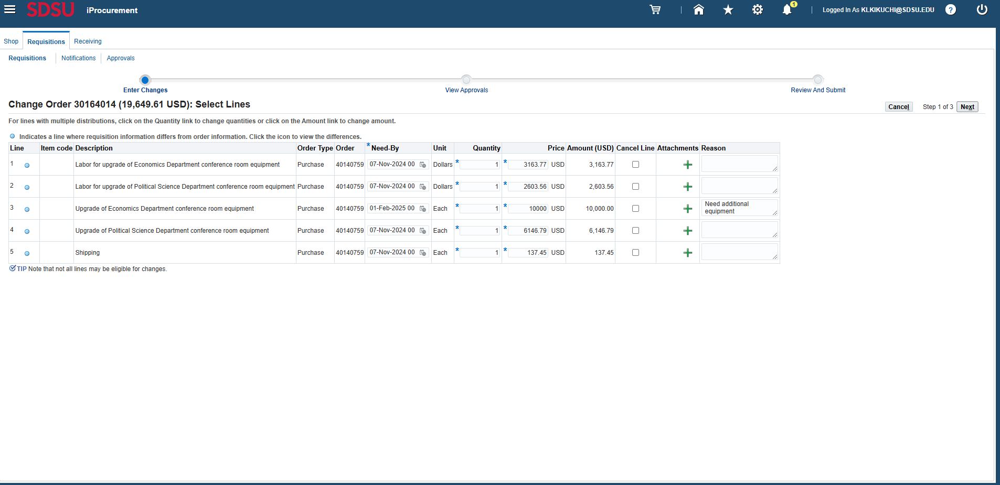 SDSU iProcurement 1 Logged In As KLKIKUCHI@SDSU.EDU ?
Shop Requisitions Receiving
Requisitions Notifications Approvals
Enter Changes View Approvals Review And Submit
Change Order 30164014 (19,649.61 USD): Select Lines Cancel Step 1 of 3 Next
For lines with multiple distributions, click on the Quantity link to change quantities or click on the Amount link to change amount.
Indicates a line where requisition information differs from order information. Click the icon to view the differences.
Line Item code Description Order Type Order * Need-By Unit Quantity Price Amount (USD) Cancel Line Attachments Reason
1 Labor for upgrade of Economics Department conference room equipment Purchase 40140759 07-Nov-2024 00 Dollars * 1 * 3163.77 USD 3,163.77
2 Labor for upgrade of Political Science Department conference room equipment Purchase 40140759 07-Nov-2024 00 Dollars * 1 * 2603.56 USD 2,603.56
3 Upgrade of Economics Department conference room equipment Purchase 40140759 01-Feb-2025 00 Each * 1 * 10000 USD 10,000.00 Need additional
equipment
4 Upgrade of Political Science Department conference room equipment Purchase 40140759 07-Nov-2024 00 Each * 1 * 6146.79 USD 6,146.79
5 Shipping Purchase 40140759 07-Nov-2024 00 Each * 1 * 137.45 USD 137.45
TIP Note that not all lines may be eligible for changes.